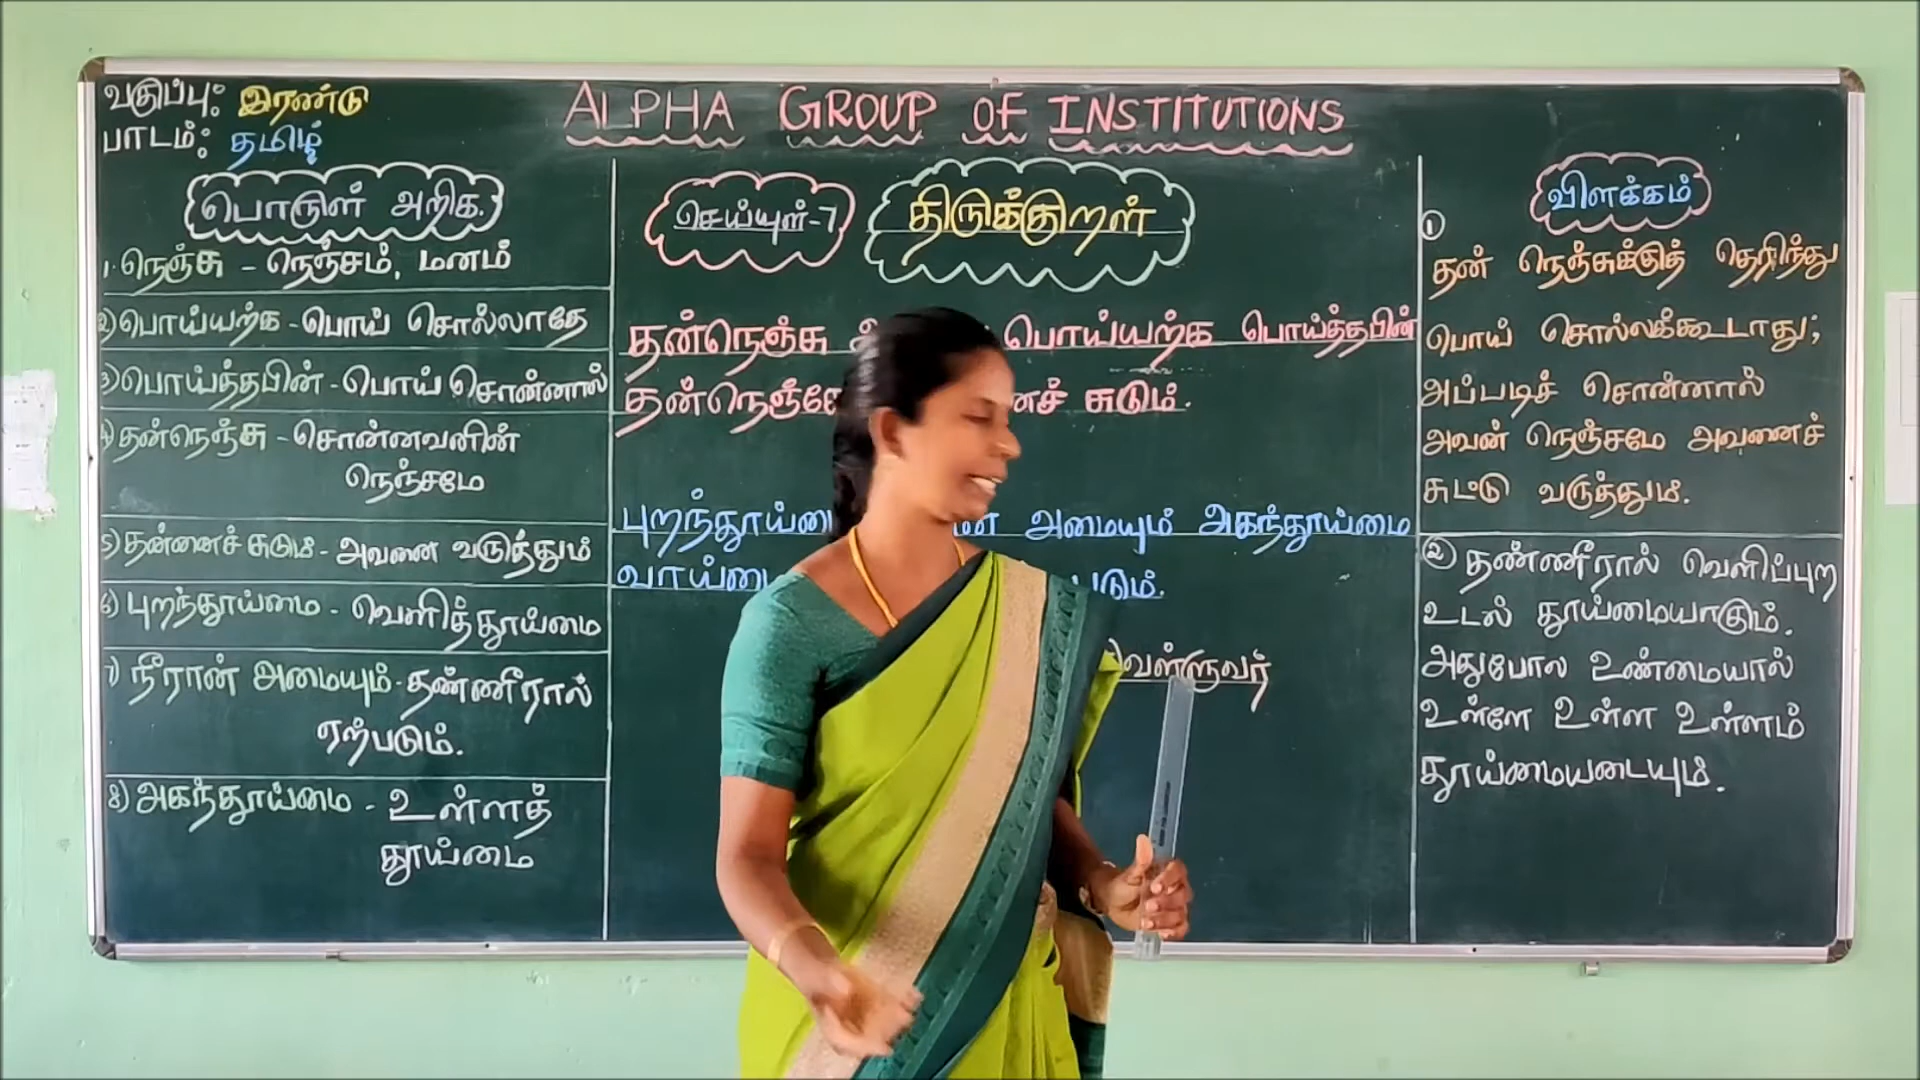 வகுப்பு: இரண்டு
பாடம்: தமிழ்
ALPHA GROUP OF INSTITUTIONS
பொருள் அறிக.
1. நெஞ்சு - நெஞ்சம், மனம்
2) பொய்யற்க - பொய் சொல்லாதே
3) பொய்த்தபின் - பொய் சொன்னால்
4) தன்நெஞ்சு - சொன்னவனின்
நெஞ்சமே
5) தன்னைச் சுடும் - அவனை வருத்தும்
6) புறந்தூய்மை - வெளித்தூய்மை
7) நீரான் அமையும் - தண்ணீரால்
ஏற்படும்.
8) அகந்தூய்மை - உள்ளத்
தூய்மை
செய்யுள்-7
திருக்குறள்
தன்நெஞ்சு பொய்யற்க பொய்த்தபின்
சுடும்.
அமையும் அகந்தூய்மை
விளக்கம்
1
தன் நெஞ்சுக்குத் தெரிந்து
பொய் சொல்லக்கூடாது;
அப்படிச் சொன்னால்
அவன் நெஞ்சமே அவனைச்
சுட்டு வருத்தும்.
2 தண்ணீரால் வெளிப்புற
உடல் தூய்மையாகும்.
அதுபோல உண்மையால்
உள்ளே உள்ள உள்ளம்
தூய்மையடையும்.